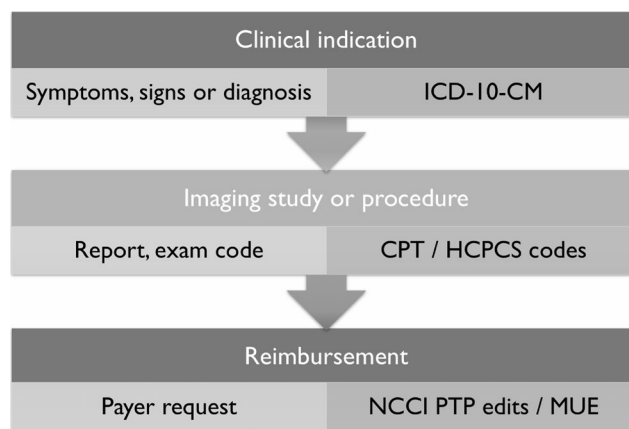 Clinical indication
Symptoms, signs or diagnosis ICD-10-CM
Imaging study or procedure
Report, exam code CPT / HCPCS codes
Reimbursement
Payer request NCCI PTP edits / MUE